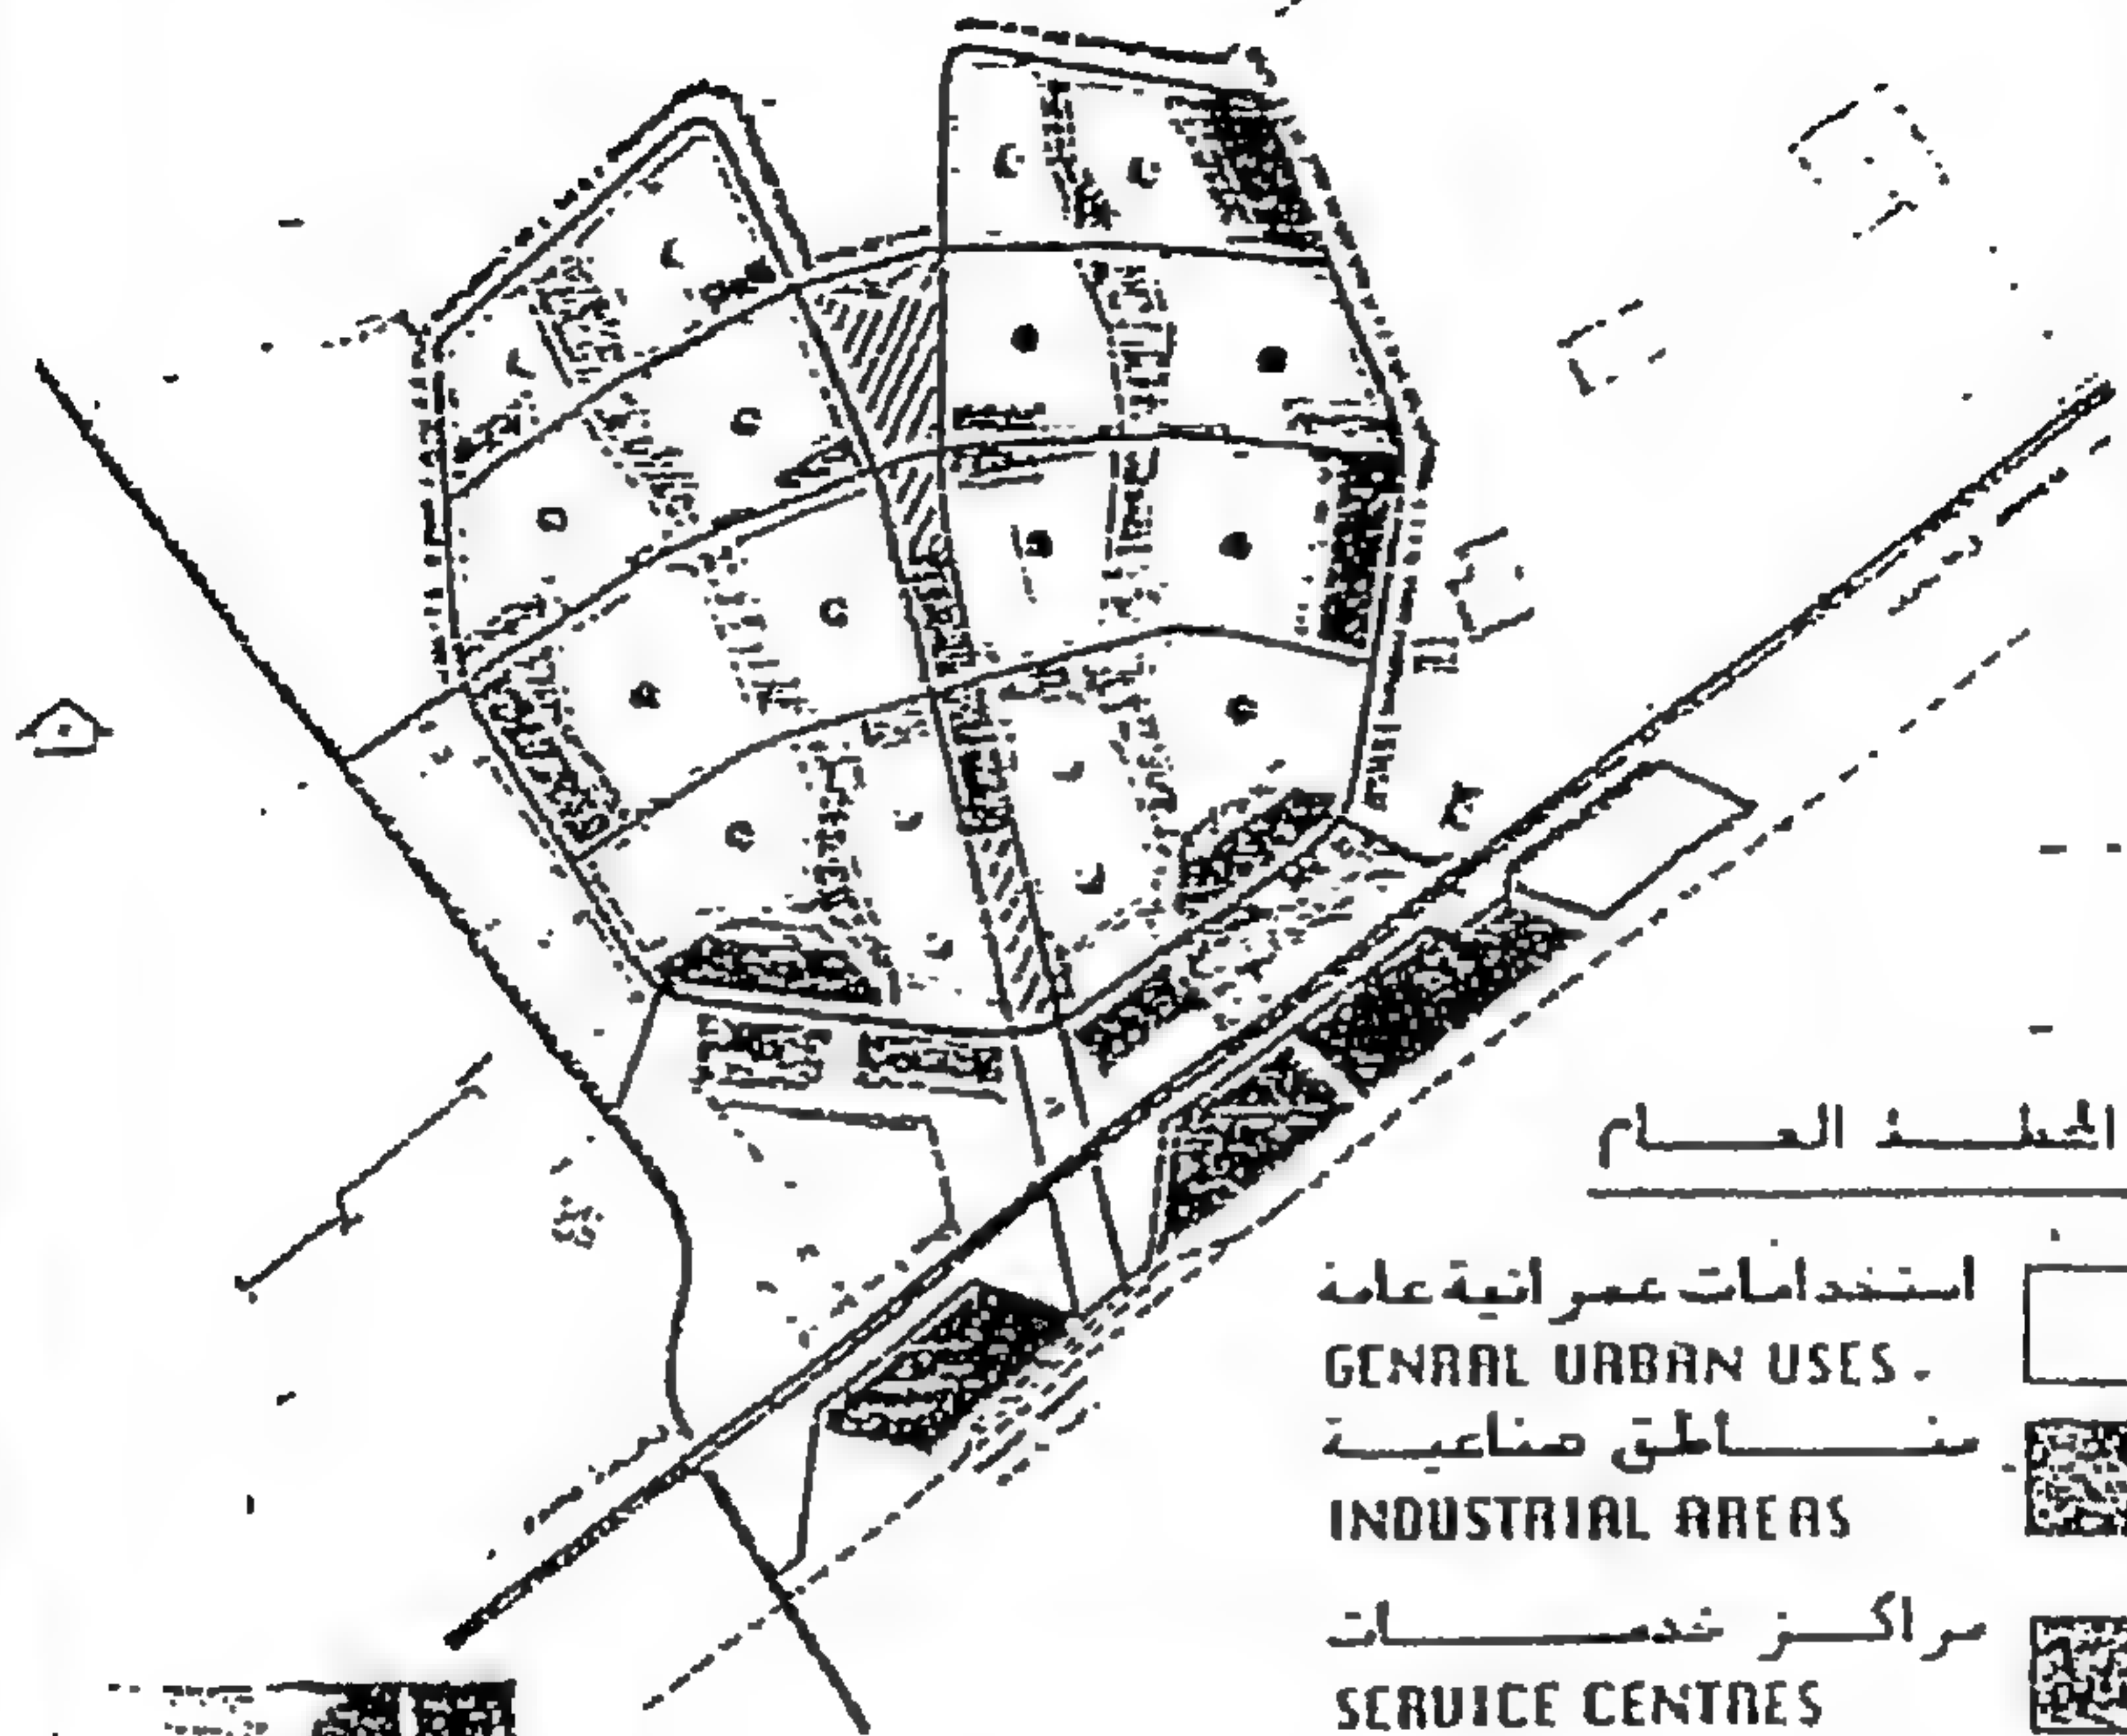 المخطط العام
استخدامات عمرانية عامة
GENRAL URBAN USES.
مناطق صناعية
INDUSTRIAL AREAS
مراكز خدمات
SERVICE CENTRES